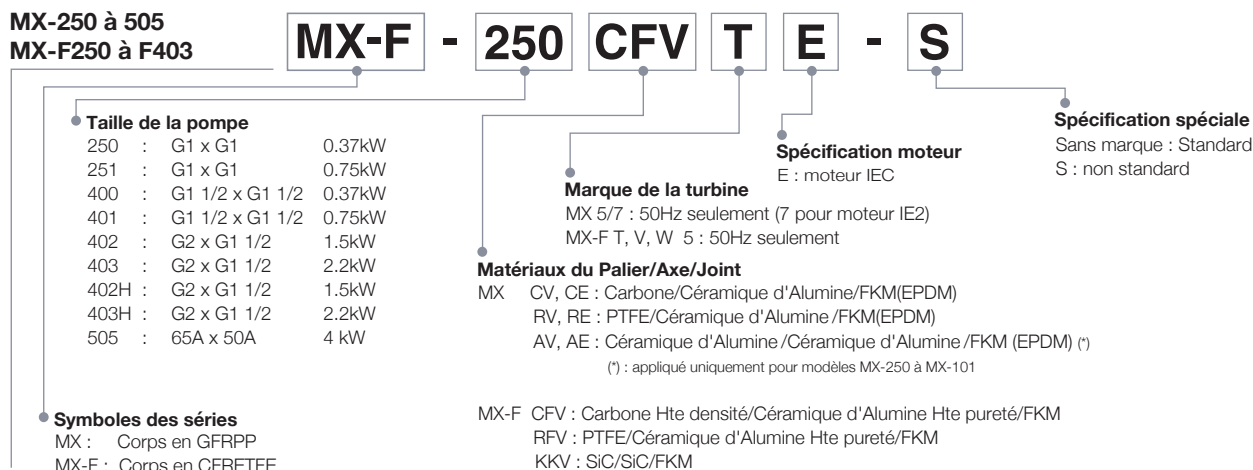 MX-250 à 505
MX-F250 à F403
MX-F - 250 CFV T E - S
Taille de la pompe
250 : G1 x G1 0.37kW
251 : G1 x G1 0.75kW
400 : G1 1/2 x G1 1/2 0.37kW
401 : G1 1/2 x G1 1/2 0.75kW
402 : G2 x G1 1/2 1.5kW
403 : G2 x G1 1/2 2.2kW
402H : G2 x G1 1/2 1.5kW
403H : G2 x G1 1/2 2.2kW
505 : 65A x 50A 4 kW
Symboles des séries
MX : Corps en GFRPP
MX-F : Corps en CFRETFE
Matériaux du Palier/Axe/Joint
MX CV, CE : Carbone/Céramique d'Alumine/FKM(EPDM)
RV, RE : PTFE/Céramique d'Alumine /FKM(EPDM)
AV, AE : Céramique d'Alumine /Céramique d'Alumine /FKM (EPDM) (*)
(*) : appliqué uniquement pour modèles MX-250 à MX-101
MX-F CFV : Carbone Hte densité/Céramique d'Alumine Hte pureté/FKM
RFV : PTFE/Céramique d'Alumine Hte pureté/FKM
KKV : SiC/SiC/FKM
Marque de la turbine
MX 5/7 : 50Hz seulement (7 pour moteur IE2)
MX-F T, V, W 5 : 50Hz seulement
Spécification moteur
E : moteur IEC
Spécification spéciale
Sans marque : Standard
S : non standard